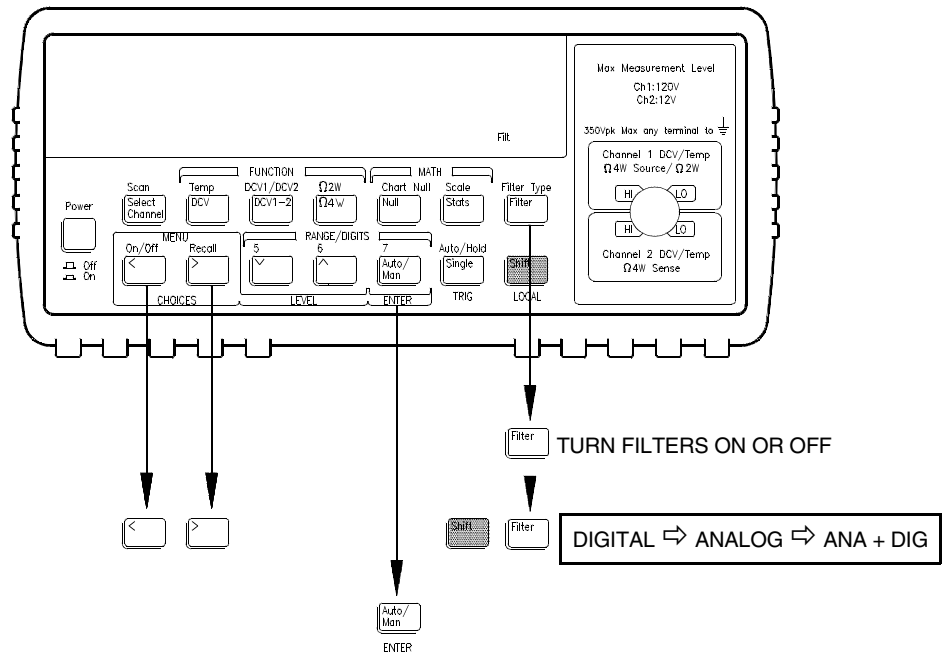 Max Measurement Level
Ch1:120V
Ch2:12V
Filt
350Vpk Max any terminal to
Channel 1 DCV/Temp
Ω4W Source/ Ω2W
HI LO
HI LO
Channel 2 DCV/Temp
Ω4W Sense
FUNCTION MATH
Scan Temp DCV1/DCV2 Ω2W Chart Null Scale Filter Type
Power
Select Channel
DCV DCV1-2 Ω4W Null Stats Filter
MENU RANGE/DIGITS
On/Off Recall 5 6 7 Auto/Hold
< > ˅ ˄ Auto/ Man Single Shift
Off
On
CHOICES LEVEL ENTER TRIG LOCAL
Filter TURN FILTERS ON OR OFF
< > Shift Filter DIGITAL ⇨ ANALOG ⇨ ANA + DIG
Auto/
Man
ENTER